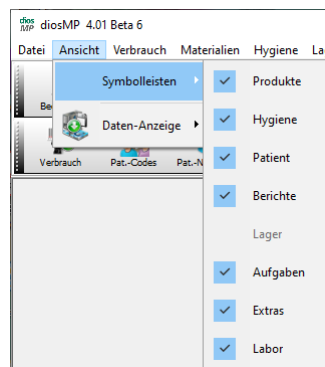 dios
MP diosMP 4.01 Beta 6
Datei Ansicht Verbrauch Materialien Hygiene
Symbolleisten
Daten-Anzeige
Produkte
Hygiene
Patient
Berichte
Lager
Aufgaben
Extras
Labor
Verbrauch Pat.-Codes